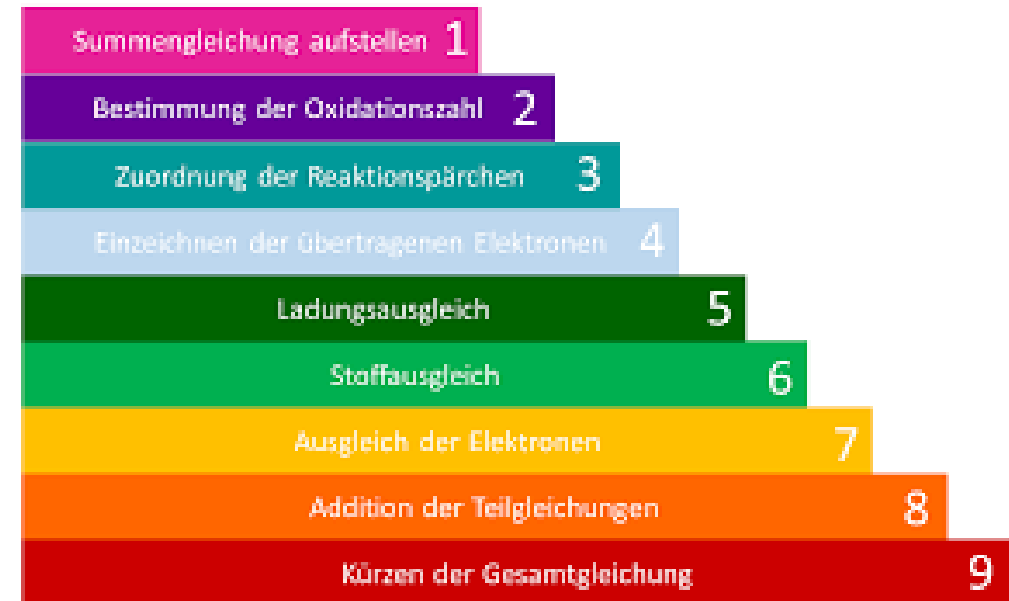 Summengleichung aufstellen 1
Bestimmung der Oxidationszahl 2
Zuordnung der Reaktionspärchen 3
Einzeichnen der übertragenen Elektronen 4
Ladungsausgleich 5
Stoffausgleich 6
Ausgleich der Elektronen 7
Addition der Teilgleichungen 8
Kürzen der Gesamtgleichung 9